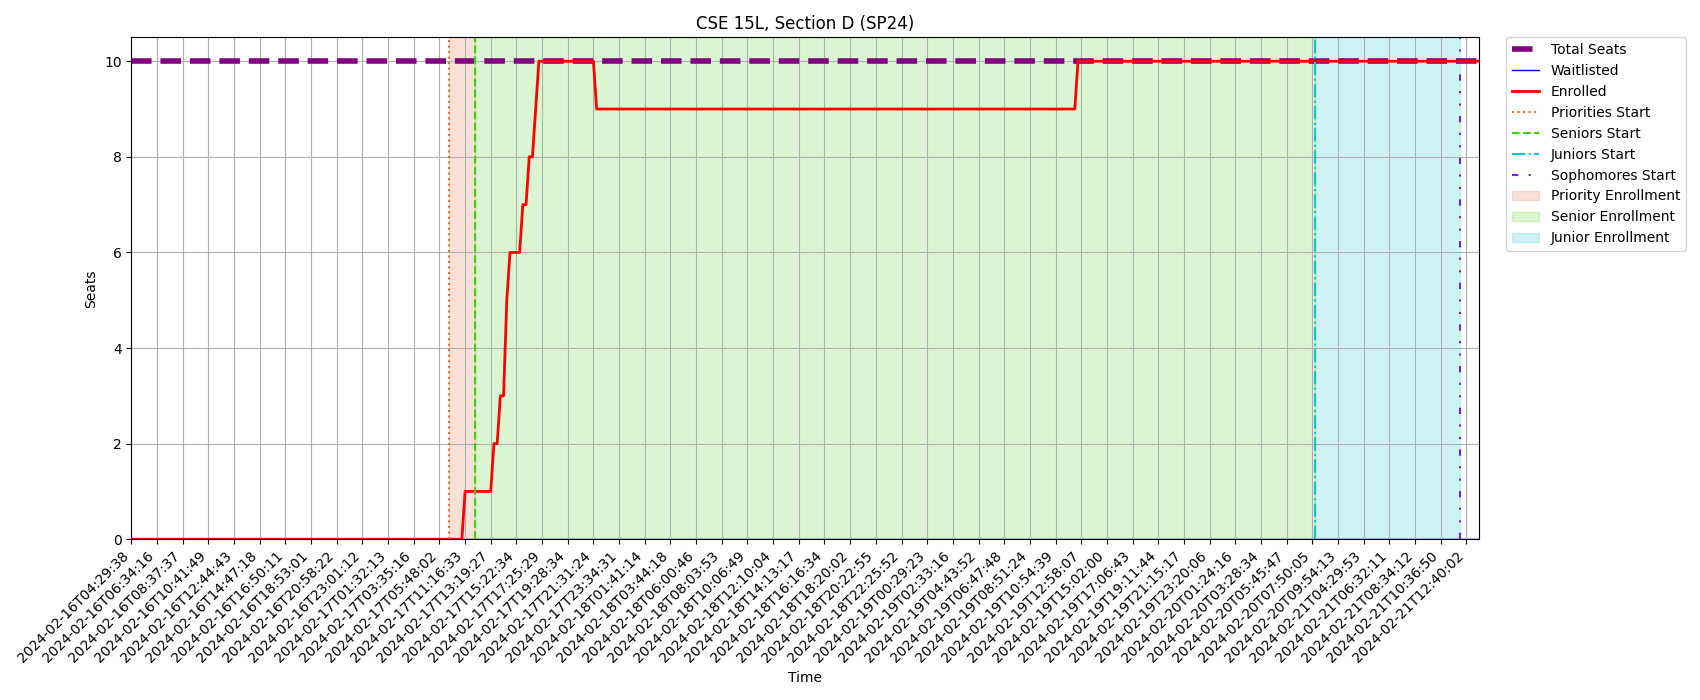 CSE 15L, Section D (SP24)
Total Seats
Waitlisted
Enrolled
Priorities Start
Seniors Start
Juniors Start
Sophomores Start
Priority Enrollment
Senior Enrollment
Junior Enrollment
Seats
10
8
6
4
2
0
2024-02-16T04:29:38
2024-02-16T06:34:16
2024-02-16T08:37:37
2024-02-16T10:41:49
2024-02-16T12:44:43
2024-02-16T14:47:18
2024-02-16T16:50:11
2024-02-16T18:53:01
2024-02-16T20:58:22
2024-02-16T23:01:12
2024-02-17T01:32:13
2024-02-17T03:35:16
2024-02-17T05:48:02
2024-02-17T11:16:33
2024-02-17T13:19:27
2024-02-17T15:22:34
2024-02-17T17:25:29
2024-02-17T19:28:34
2024-02-17T21:31:24
2024-02-17T23:34:31
2024-02-18T01:41:14
2024-02-18T03:44:18
2024-02-18T06:00:46
2024-02-18T08:03:53
2024-02-18T10:06:49
2024-02-18T12:10:04
2024-02-18T14:13:17
2024-02-18T16:16:34
2024-02-18T18:20:02
2024-02-18T20:22:55
2024-02-18T22:25:52
2024-02-19T00:29:23
2024-02-19T02:33:16
2024-02-19T04:43:52
2024-02-19T06:47:48
2024-02-19T08:51:24
2024-02-19T10:54:39
2024-02-19T12:58:07
2024-02-19T15:02:00
2024-02-19T17:06:43
2024-02-19T19:11:44
2024-02-19T21:15:17
2024-02-19T23:20:06
2024-02-20T01:24:16
2024-02-20T03:28:34
2024-02-20T05:45:47
2024-02-20T07:50:05
2024-02-20T09:54:13
2024-02-21T04:29:53
2024-02-21T06:32:11
2024-02-21T08:34:12
2024-02-21T10:36:50
2024-02-21T12:40:02
Time